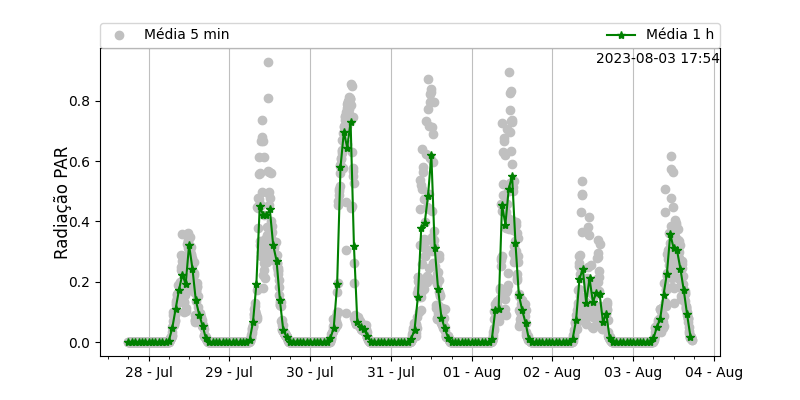 Média 5 min
Média 1 h
2023-08-03 17:54
Radiação PAR
0.8
0.6
0.4
0.2
0.0
28 - Jul
29 - Jul
30 - Jul
31 - Jul
01 - Aug
02 - Aug
03 - Aug
04 - Aug